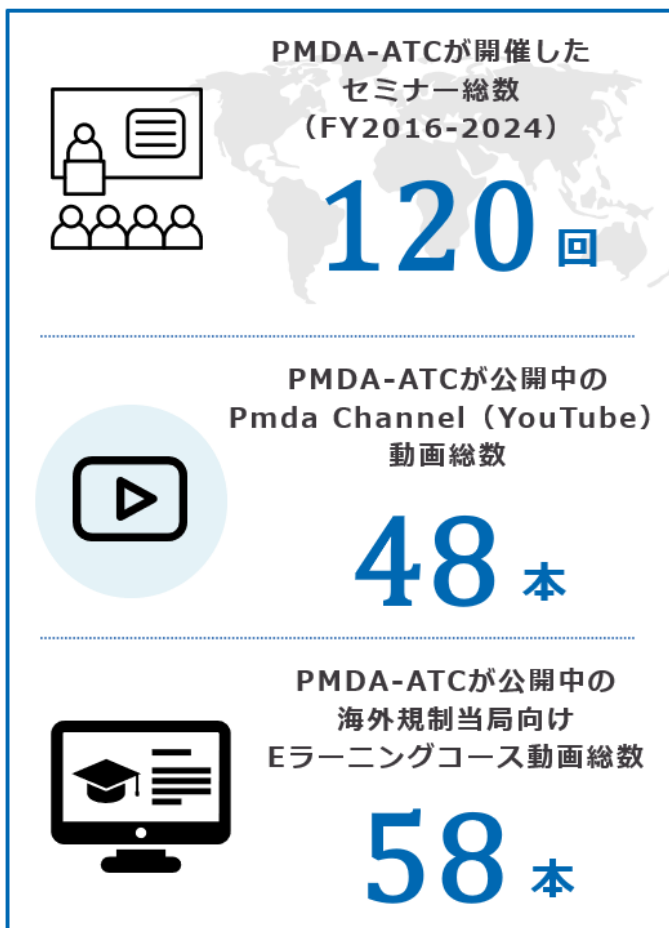 PMDA-ATCが開催した
セミナー総数
（FY2016-2024）
120回
PMDA-ATCが公開中の
Pmda Channel（YouTube）
動画総数
48本
PMDA-ATCが公開中の
海外規制当局向け
Eラーニングコース動画総数
58本